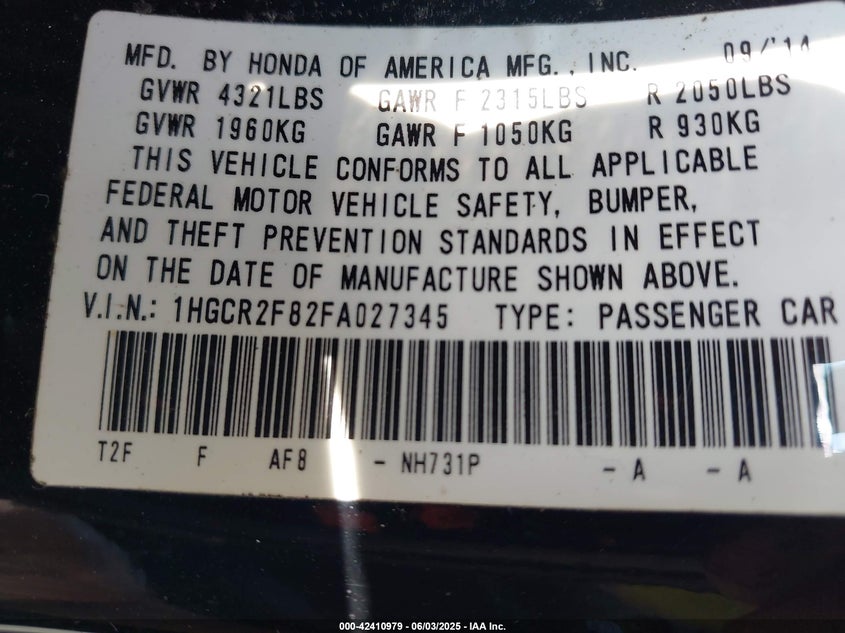 MFD. BY HONDA OF AMERICA MFG., INC. 09/'14
GVWR 4321LBS GAWR F 2315LBS R 2050LBS
GVWR 1960KG GAWR F 1050KG R 930KG
THIS VEHICLE CONFORMS TO ALL APPLICABLE
FEDERAL MOTOR VEHICLE SAFETY, BUMPER,
AND THEFT PREVENTION STANDARDS IN EFFECT
ON THE DATE OF MANUFACTURE SHOWN ABOVE.
V.I.N.: 1HGCR2F82FA027345 TYPE: PASSENGER CAR
T2F F AF8 - NH731P - A - A
000-42410979 - 06/03/2025 - IAA Inc.